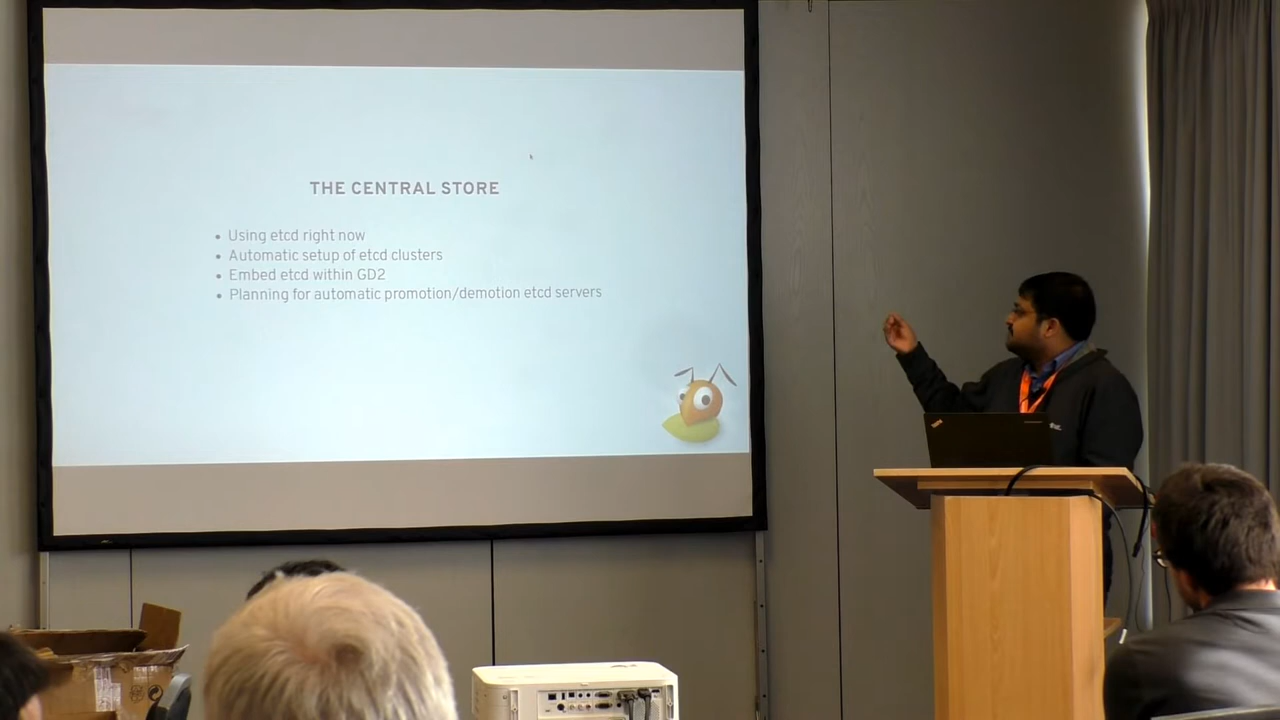 THE CENTRAL STORE
Using etcd right now
Automatic setup of etcd clusters
Embed etcd within GD2
Planning for automatic promotion/demotion etcd servers